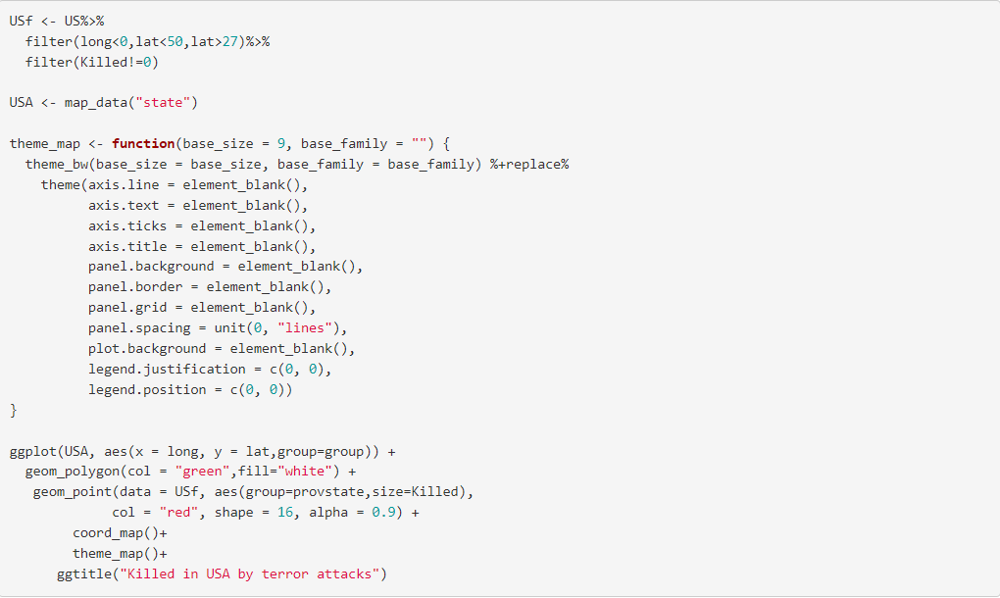 USf <- US%>%
  filter(long<0,lat<50,lat>27)%>%
  filter(Killed!=0)

USA <- map_data("state")

theme_map <- function(base_size = 9, base_family = "") {
  theme_bw(base_size = base_size, base_family = base_family) %+replace%
    theme(axis.line = element_blank(),
          axis.text = element_blank(),
          axis.ticks = element_blank(),
          axis.title = element_blank(),
          panel.background = element_blank(),
          panel.border = element_blank(),
          panel.grid = element_blank(),
          panel.spacing = unit(0, "lines"),
          plot.background = element_blank(),
          legend.justification = c(0, 0),
          legend.position = c(0, 0))
}

ggplot(USA, aes(x = long, y = lat,group=group)) +
  geom_polygon(col = "green",fill="white") +
   geom_point(data = USf, aes(group=provstate,size=Killed),
             col = "red", shape = 16, alpha = 0.9) +
        coord_map()+
        theme_map()+
      ggtitle("Killed in USA by terror attacks")